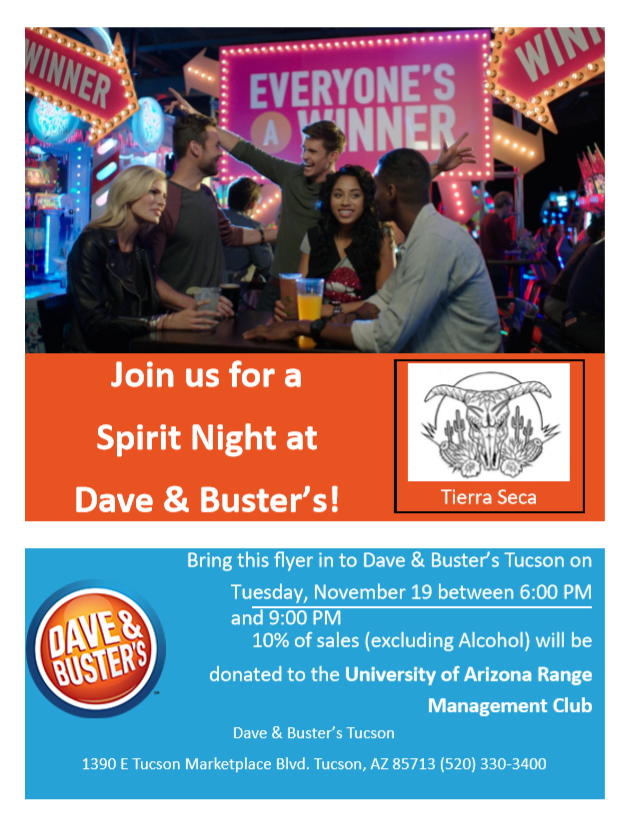 WINNER
WINN
EVERYONE'S
A WINNER
Join us for a
Spirit Night at
Dave & Buster's!
Tierra Seca
Bring this flyer in to Dave & Buster's Tucson on
Tuesday, November 19 between 6:00 PM
and 9:00 PM
10% of sales (excluding Alcohol) will be
donated to the University of Arizona Range
Management Club
DAVE &
BUSTER'S
Dave & Buster's Tucson
1390 E Tucson Marketplace Blvd. Tucson, AZ 85713 (520) 330-3400